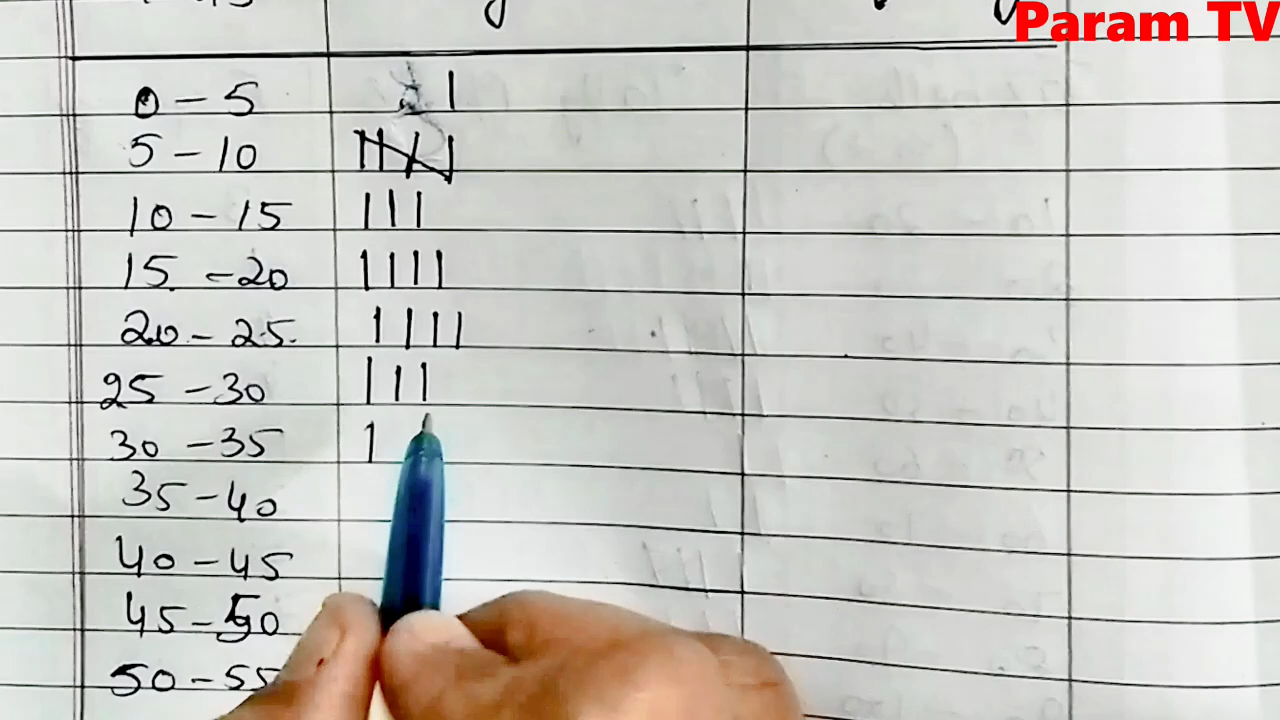 Param TV
0 - 5 |
5 - 10 ||||
10 - 15 |||
15 - 20 ||||
20 - 25 ||||
25 - 30 |||
30 - 35 |
35 - 40
40 - 45
45 - 50
50 - 55